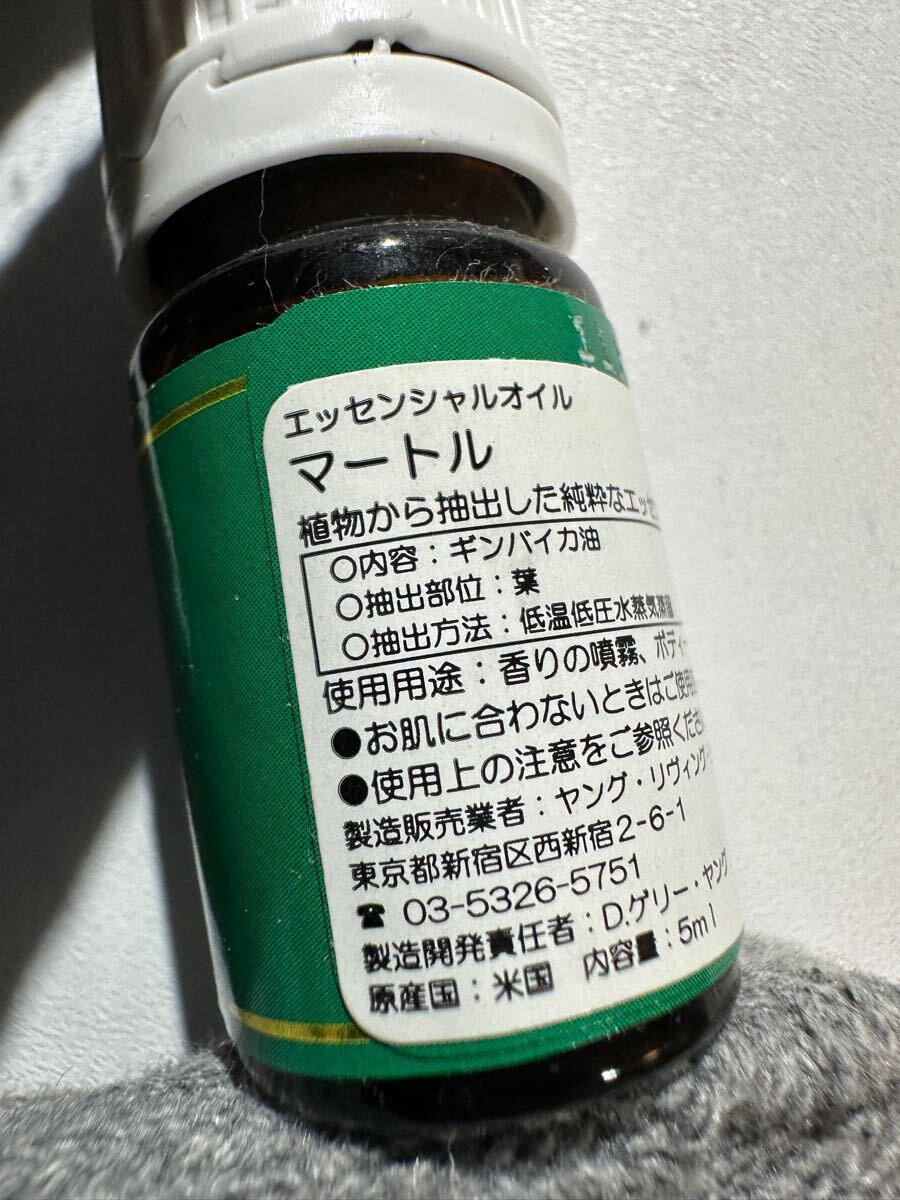 エッセンシャルオイル
マートル
植物から抽出した純粋なエッセ
○内容：ギンバイカ油
○抽出部位：葉
○抽出方法：低温低圧水蒸気蒸留
使用用途：香りの噴霧、ボディー
●お肌に合わないときはご使用
●使用上の注意をご参照くださ
製造販売業者：ヤング・リヴィング・
東京都新宿区西新宿2-6-1
☎ 03-5326-5751
製造開発責任者：D.ゲリー・ヤング
原産国：米国 内容量：5ml